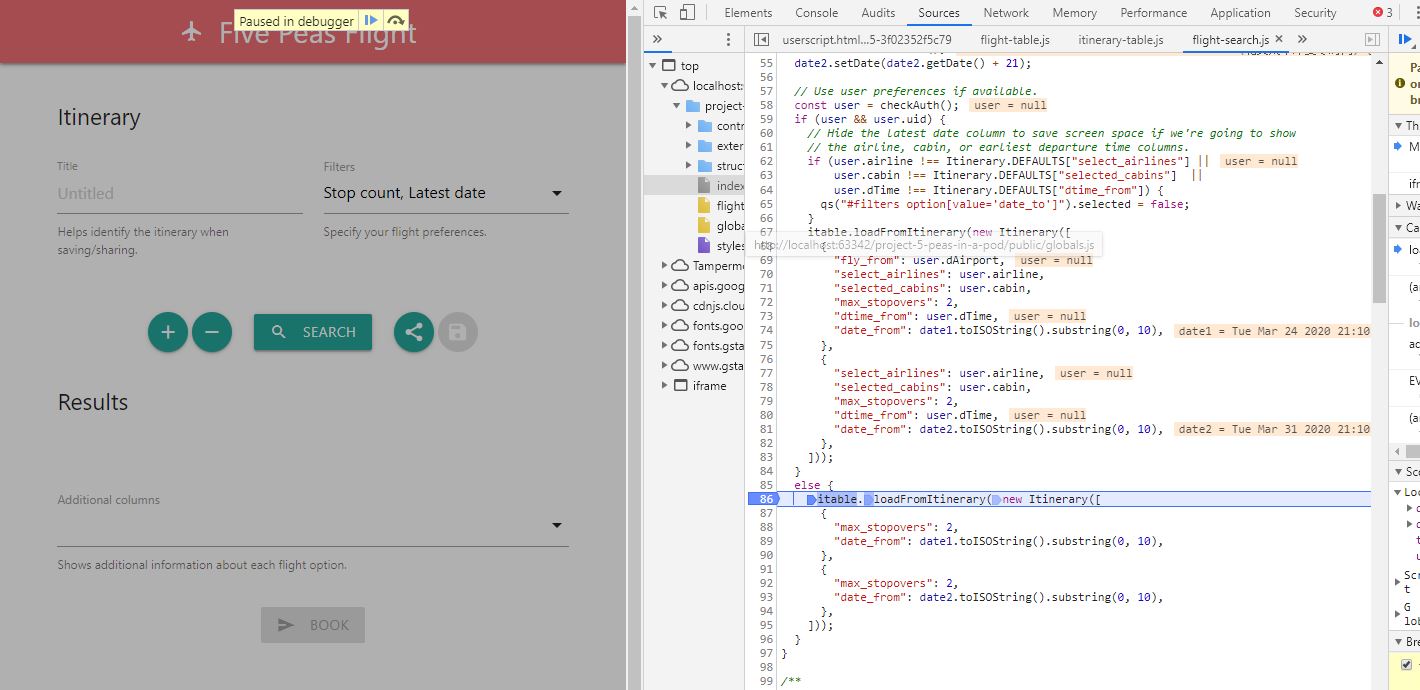 Paused in debugger
Five Peas Flight
Itinerary
Title
Untitled
Helps identify the itinerary when
saving/sharing.
Filters
Stop count, Latest date
Specify your flight preferences.
SEARCH
Results
Additional columns
Shows additional information about each flight option.
BOOK
Elements Console Audits Sources Network Memory Performance Application Security 3
userscript.html…5-3f02352f5c79 flight-table.js itinerary-table.js flight-search.js
top
localhost:
project-
contr
exter
struc
index
flight
globa
styles
Tamperm
apis.goog
cdnjs.clou
fonts.goo
fonts.gsta
www.gsta
iframe
55 date2.setDate(date2.getDate() + 21);
56
57 // Use user preferences if available.
58 const user = checkAuth(); user = null
59 if (user && user.uid) {
60 // Hide the latest date column to save screen space if we're going to show
61 // the airline, cabin, or earliest departure time columns.
62 if (user.airline !== Itinerary.DEFAULTS["select_airlines"] || user = null
63 user.cabin !== Itinerary.DEFAULTS["selected_cabins"] ||
64 user.dTime !== Itinerary.DEFAULTS["dtime_from"]) {
65 qs("#filters option[value='date_to']").selected = false;
66 }
67 itable.loadFromItinerary(new Itinerary([
http://localhost:63342/project-5-peas-in-a-pod/public/globals.js
69 "fly_from": user.dAirport, user = null
70 "select_airlines": user.airline,
71 "selected_cabins": user.cabin,
72 "max_stopovers": 2,
73 "dtime_from": user.dTime, user = null
74 "date_from": date1.toISOString().substring(0, 10), date1 = Tue Mar 24 2020 21:10
75 },
76 {
77 "select_airlines": user.airline, user = null
78 "selected_cabins": user.cabin,
79 "max_stopovers": 2,
80 "dtime_from": user.dTime, user = null
81 "date_from": date2.toISOString().substring(0, 10), date2 = Tue Mar 31 2020 21:10
82 },
83 ]));
84 }
85 else {
86 itable.loadFromItinerary(new Itinerary([
87 {
88 "max_stopovers": 2,
89 "date_from": date1.toISOString().substring(0, 10),
90 },
91 {
92 "max_stopovers": 2,
93 "date_from": date2.toISOString().substring(0, 10),
94 },
95 ]));
96 }
97 }
98
99 /**
Pa
or
br
Th
M
ifr
Wa
Ca
lo
(a
lo
ac
EV
(a
Sco
Loc
t
u
Scr
t
G
lob
Bre